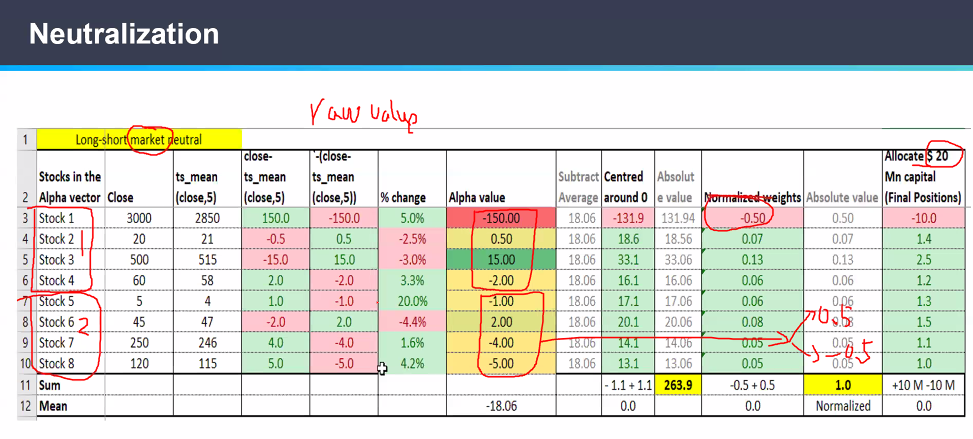 Neutralization
raw value
1 Long-short market neutral
2 Stocks in the Alpha vector Close ts_mean (close,5) close- ts_mean (close,5) '-(close- ts_mean (close,5)) % change Alpha value Subtract Average Centred around 0 Absolut e value Normalized weights Absolute value Allocate $ 20 Mn capital (Final Positions)
3 Stock 1 3000 2850 150.0 -150.0 5.0% -150.00 18.06 -131.9 131.94 -0.50 0.50 -10.0
4 Stock 2 20 21 -0.5 0.5 -2.5% 0.50 18.06 18.6 18.56 0.07 0.07 1.4
5 Stock 3 500 515 -15.0 15.0 -3.0% 15.00 18.06 33.1 33.06 0.13 0.13 2.5
6 Stock 4 60 58 2.0 -2.0 3.3% -2.00 18.06 16.1 16.06 0.06 0.06 1.2
7 Stock 5 5 4 1.0 -1.0 20.0% -1.00 18.06 17.1 17.06 0.06 0.06 1.3
8 Stock 6 45 47 -2.0 2.0 -4.4% 2.00 18.06 20.1 20.06 0.08 0.08 1.5
9 Stock 7 250 246 4.0 -4.0 1.6% -4.00 18.06 14.1 14.06 0.05 0.05 1.1
10 Stock 8 120 115 5.0 -5.0 4.2% -5.00 18.06 13.1 13.06 0.05 0.05 1.0
11 Sum - 1.1 + 1.1 263.9 -0.5 + 0.5 1.0 +10 M -10 M
12 Mean -18.06 0.0 0.0 Normalized 0.0
1
2
0.5
-0.5